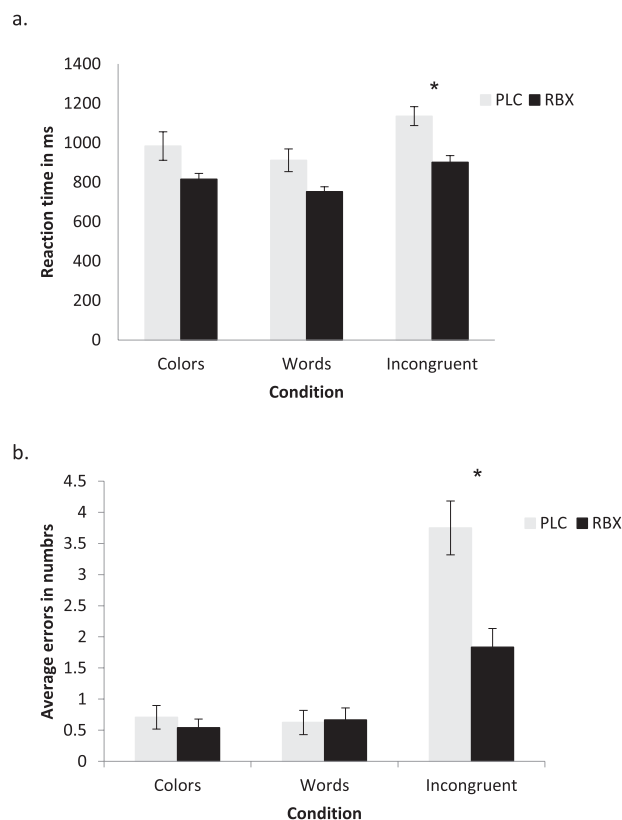 a.
1400
1200
1000
800
600
400
200
0
Reaction time in ms
*
PLC RBX
Colors Words Incongruent
Condition
b.
4.5
4
3.5
3
2.5
2
1.5
1
0.5
0
Average errors in numbrs
*
PLC RBX
Colors Words Incongruent
Condition